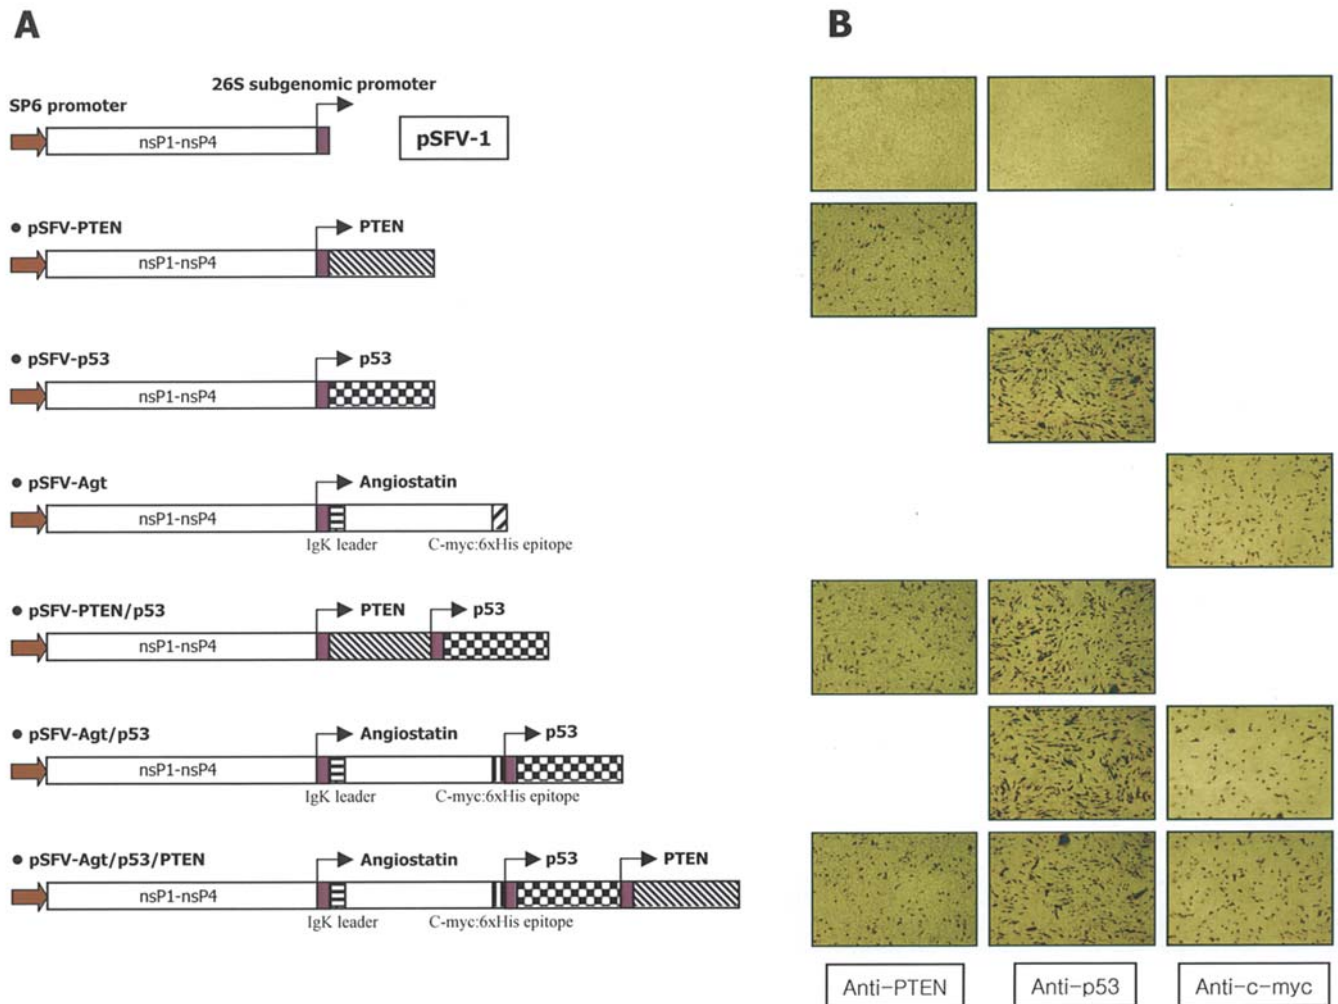 A
B
26S subgenomic promoter
SP6 promoter
nsP1-nsP4
pSFV-1
• pSFV-PTEN
PTEN
nsP1-nsP4
• pSFV-p53
p53
nsP1-nsP4
• pSFV-Agt
Angiostatin
nsP1-nsP4
IgK leader
C-myc:6xHis epitope
• pSFV-PTEN/p53
PTEN
p53
nsP1-nsP4
• pSFV-Agt/p53
Angiostatin
p53
nsP1-nsP4
IgK leader
C-myc:6xHis epitope
• pSFV-Agt/p53/PTEN
Angiostatin
p53
PTEN
nsP1-nsP4
IgK leader
C-myc:6xHis epitope
Anti-PTEN
Anti-p53
Anti-c-myc